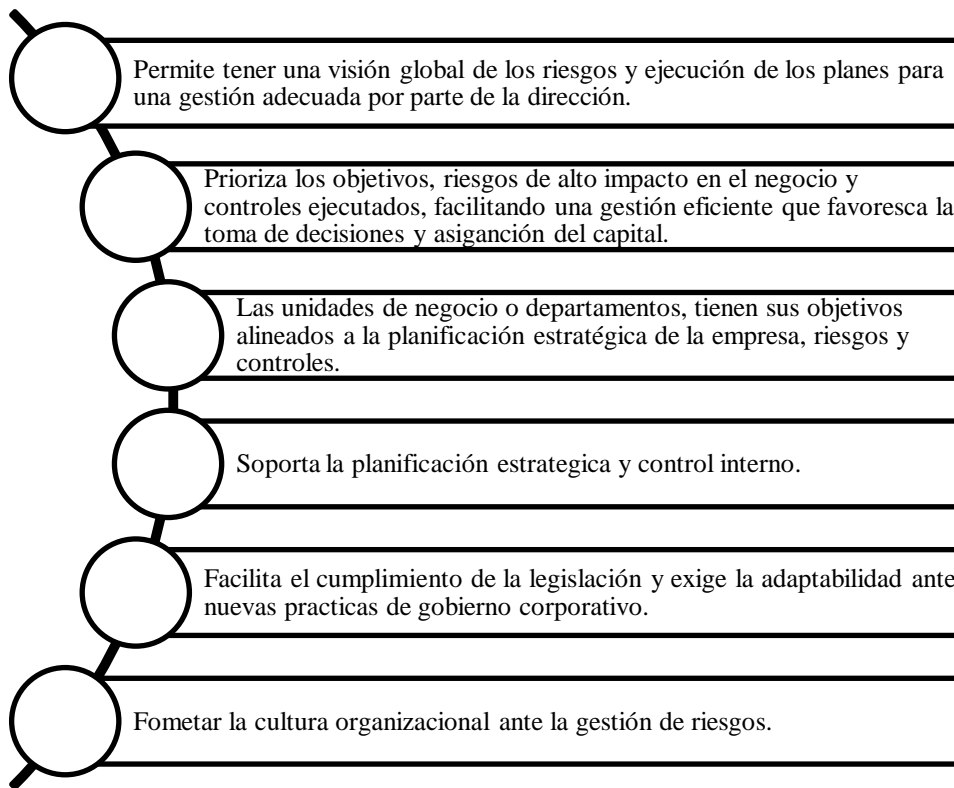 Permite tener una visión global de los riesgos y ejecución de los planes para
una gestión adecuada por parte de la dirección.
Prioriza los objetivos, riesgos de alto impacto en el negocio y
controles ejecutados, facilitando una gestión eficiente que favoresca la
toma de decisiones y asiganción del capital.
Las unidades de negocio o departamentos, tienen sus objetivos
alineados a la planificación estratégica de la empresa, riesgos y
controles.
Soporta la planificación estrategica y control interno.
Facilita el cumplimiento de la legislación y exige la adaptabilidad ante
nuevas practicas de gobierno corporativo.
Fometar la cultura organizacional ante la gestión de riesgos.